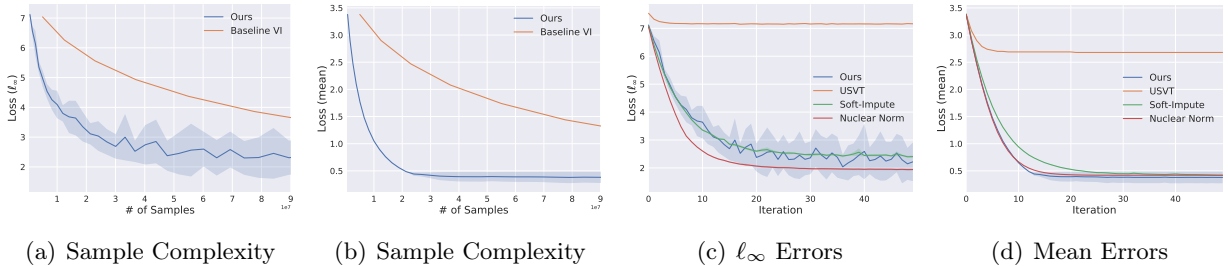 7
6
5
4
3
2
Loss (ℓ∞)
Ours
Baseline VI
1 2 3 4 5 6 7 8 9
# of Samples
1e7
(a) Sample Complexity
3.5
3.0
2.5
2.0
1.5
1.0
0.5
Loss (mean)
Ours
Baseline VI
1 2 3 4 5 6 7 8 9
# of Samples
1e7
(b) Sample Complexity
7
6
5
4
3
2
Loss (ℓ∞)
Ours
USVT
Soft-Impute
Nuclear Norm
0 10 20 30 40
Iteration
(c) ℓ∞ Errors
3.5
3.0
2.5
2.0
1.5
1.0
0.5
Loss (mean)
Ours
USVT
Soft-Impute
Nuclear Norm
0 10 20 30 40
Iteration
(d) Mean Errors